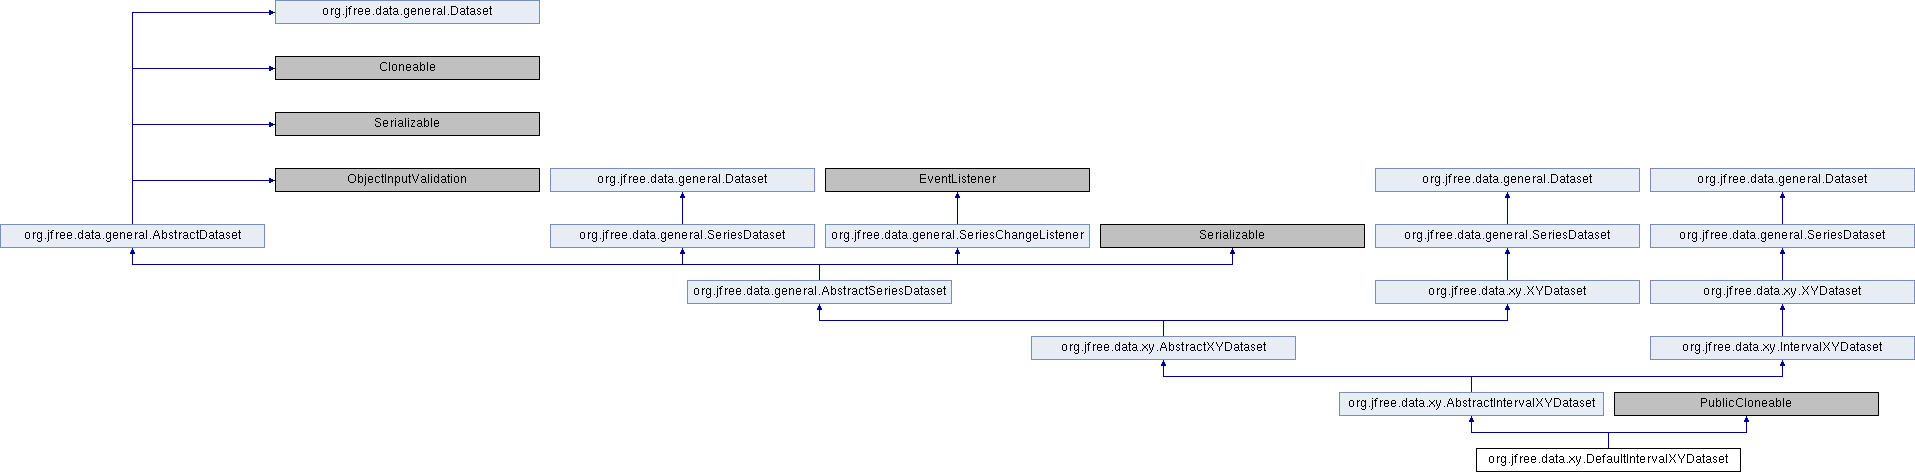 org.jfree.data.general.Dataset
Cloneable
Serializable
ObjectInputValidation
org.jfree.data.general.Dataset
EventListener
org.jfree.data.general.Dataset
org.jfree.data.general.Dataset
org.jfree.data.general.AbstractDataset
org.jfree.data.general.SeriesDataset
org.jfree.data.general.SeriesChangeListener
Serializable
org.jfree.data.general.SeriesDataset
org.jfree.data.general.SeriesDataset
org.jfree.data.general.AbstractSeriesDataset
org.jfree.data.xy.XYDataset
org.jfree.data.xy.XYDataset
org.jfree.data.xy.AbstractXYDataset
org.jfree.data.xy.IntervalXYDataset
org.jfree.data.xy.AbstractIntervalXYDataset
PublicCloneable
org.jfree.data.xy.DefaultIntervalXYDataset